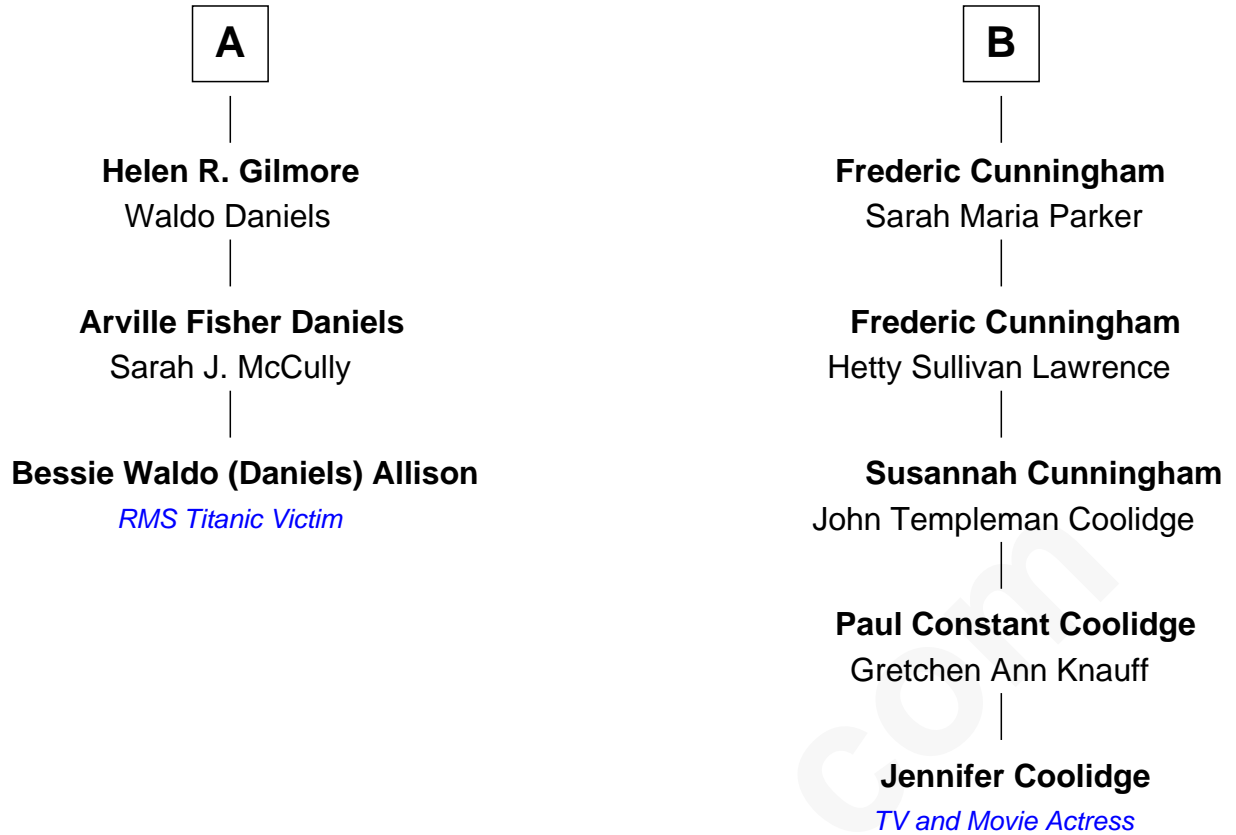 A
Helen R. Gilmore
Waldo Daniels
Arville Fisher Daniels
Sarah J. McCully
Bessie Waldo (Daniels) Allison
RMS Titanic Victim
B
Frederic Cunningham
Sarah Maria Parker
Frederic Cunningham
Hetty Sullivan Lawrence
Susannah Cunningham
John Templeman Coolidge
Paul Constant Coolidge
Gretchen Ann Knauff
Jennifer Coolidge
TV and Movie Actress
com